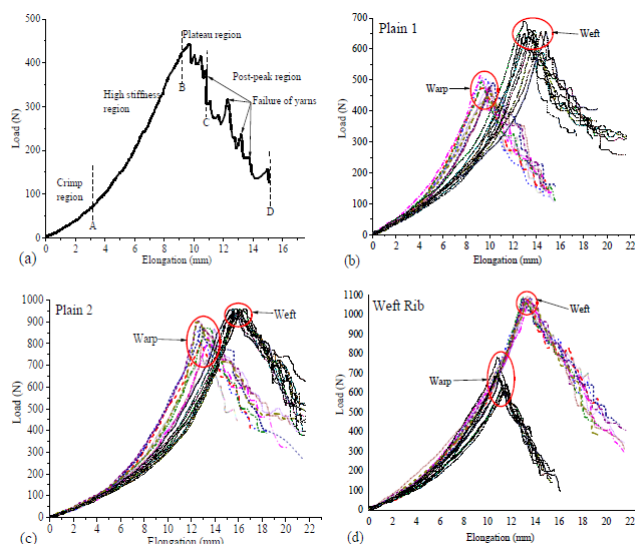 500
450
400
300
200
100
0
0 2 4 6 8 10 12 14 16
Load (N)
Elongation (mm)
Plateau region
High stiffness
region
Post-peak region
Failure of yarns
Crimp
region
A
B
C
D
(a)
700
600
500
400
300
200
100
0
0 2 4 6 8 10 12 14 16 18 20 22
Load (N)
Elongation (mm)
Plain 1
Weft
Warp
(b)
1000
900
800
700
600
500
400
300
200
100
0
0 2 4 6 8 10 12 14 16 18 20 22
Load (N)
Elongation (mm)
Plain 2
Weft
Warp
(c)
1100
1000
900
800
700
600
500
400
300
200
100
0
0 2 4 6 8 10 12 14 16 18 20 22
Load (N)
Elongation (mm)
Weft Rib
Weft
Warp
(d)